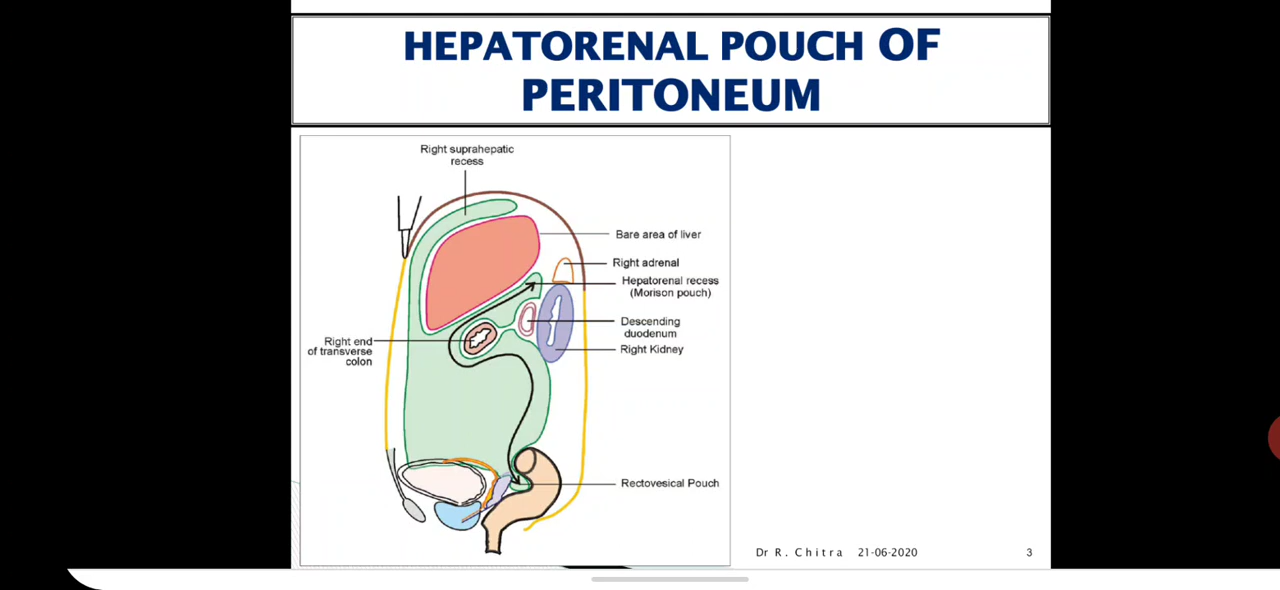 HEPATORENAL POUCH OF
PERITONEUM
Right suprahepatic
recess
Bare area of liver
Right adrenal
Hepatorenal recess
(Morison pouch)
Descending
duodenum
Right end
of transverse
colon
Right Kidney
Rectovesical Pouch
Dr R. Chitra 21-06-2020 3